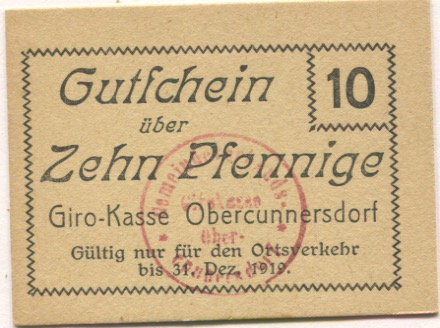 Gutschein
10
über
Zehn Pfennige
Giro-Kasse Obercunnersdorf
Gültig nur für den Ortsverkehr
bis 31. Dez. 1919.